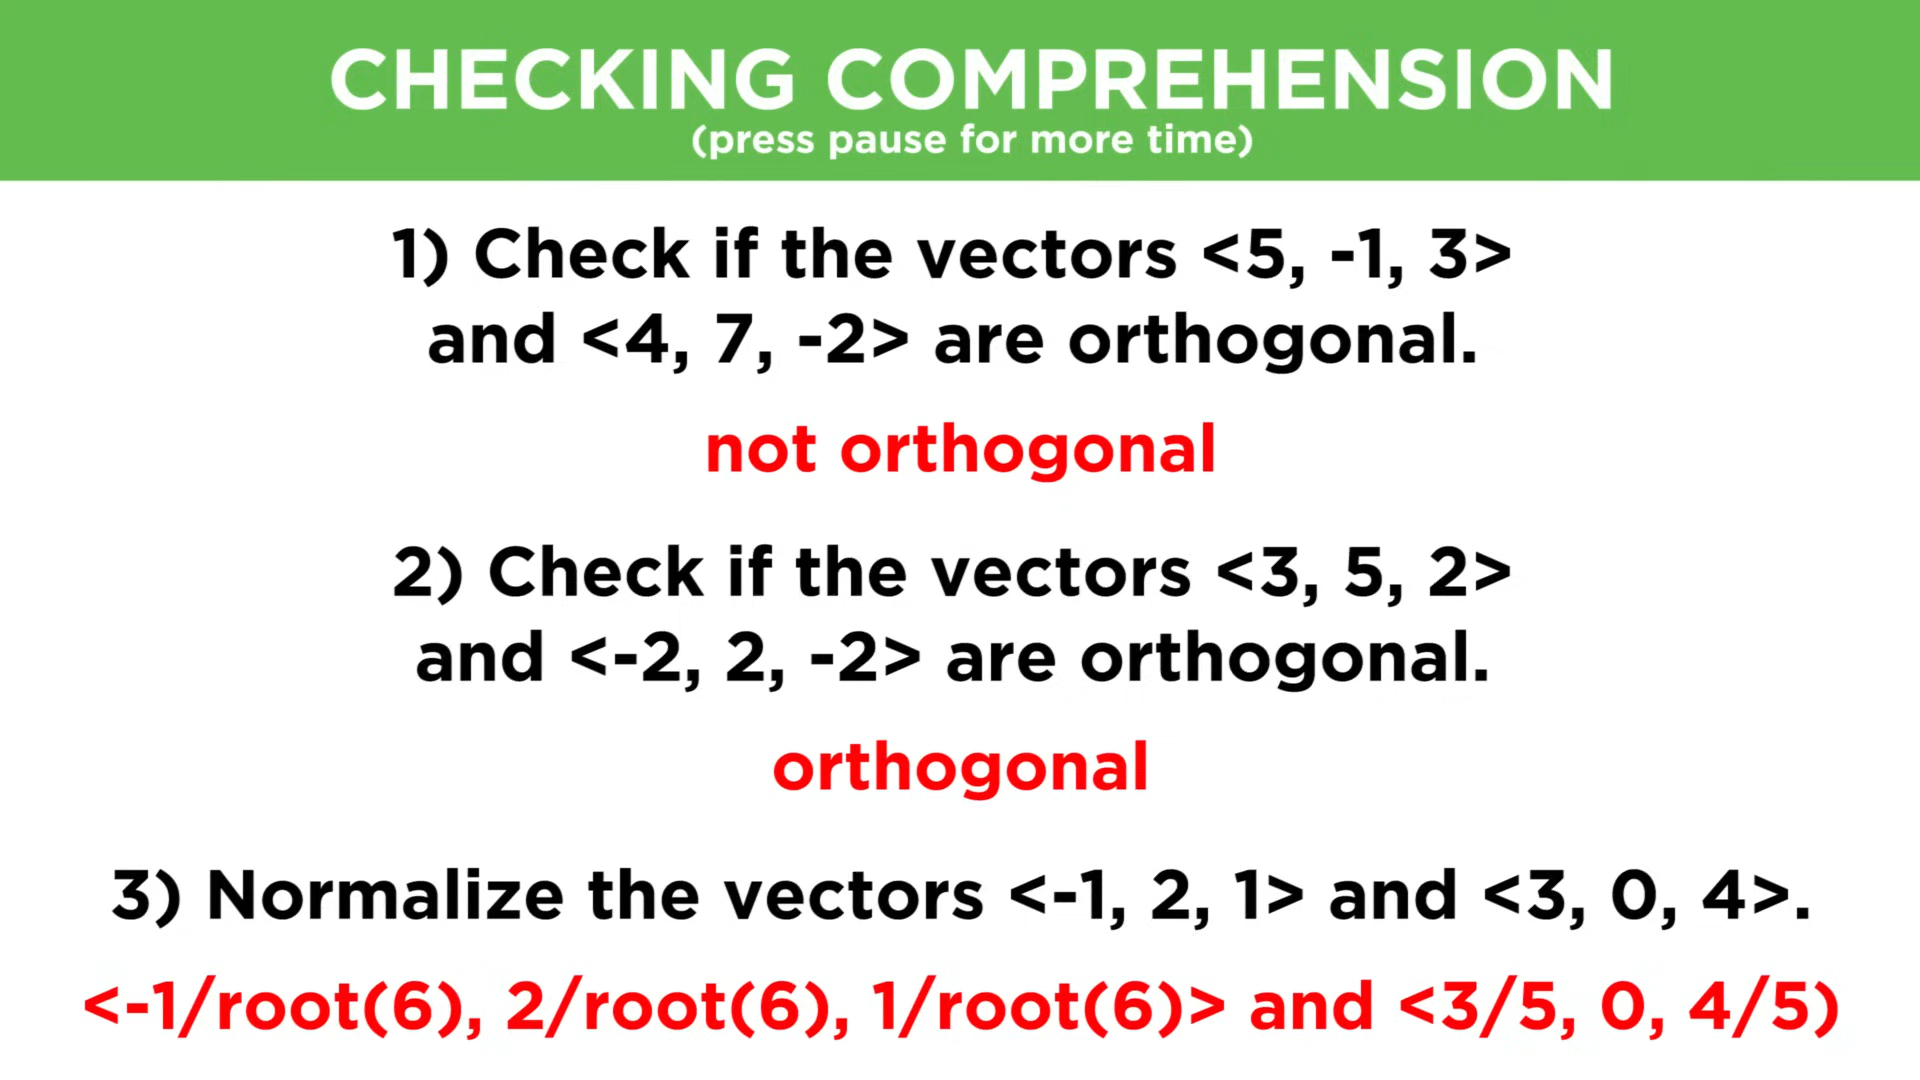 CHECKING COMPREHENSION
(press pause for more time)
1) Check if the vectors <5, -1, 3>
and <4, 7, -2> are orthogonal.
not orthogonal
2) Check if the vectors <3, 5, 2>
and <-2, 2, -2> are orthogonal.
orthogonal
3) Normalize the vectors <-1, 2, 1> and <3, 0, 4>.
<-1/root(6), 2/root(6), 1/root(6)> and <3/5, 0, 4/5)